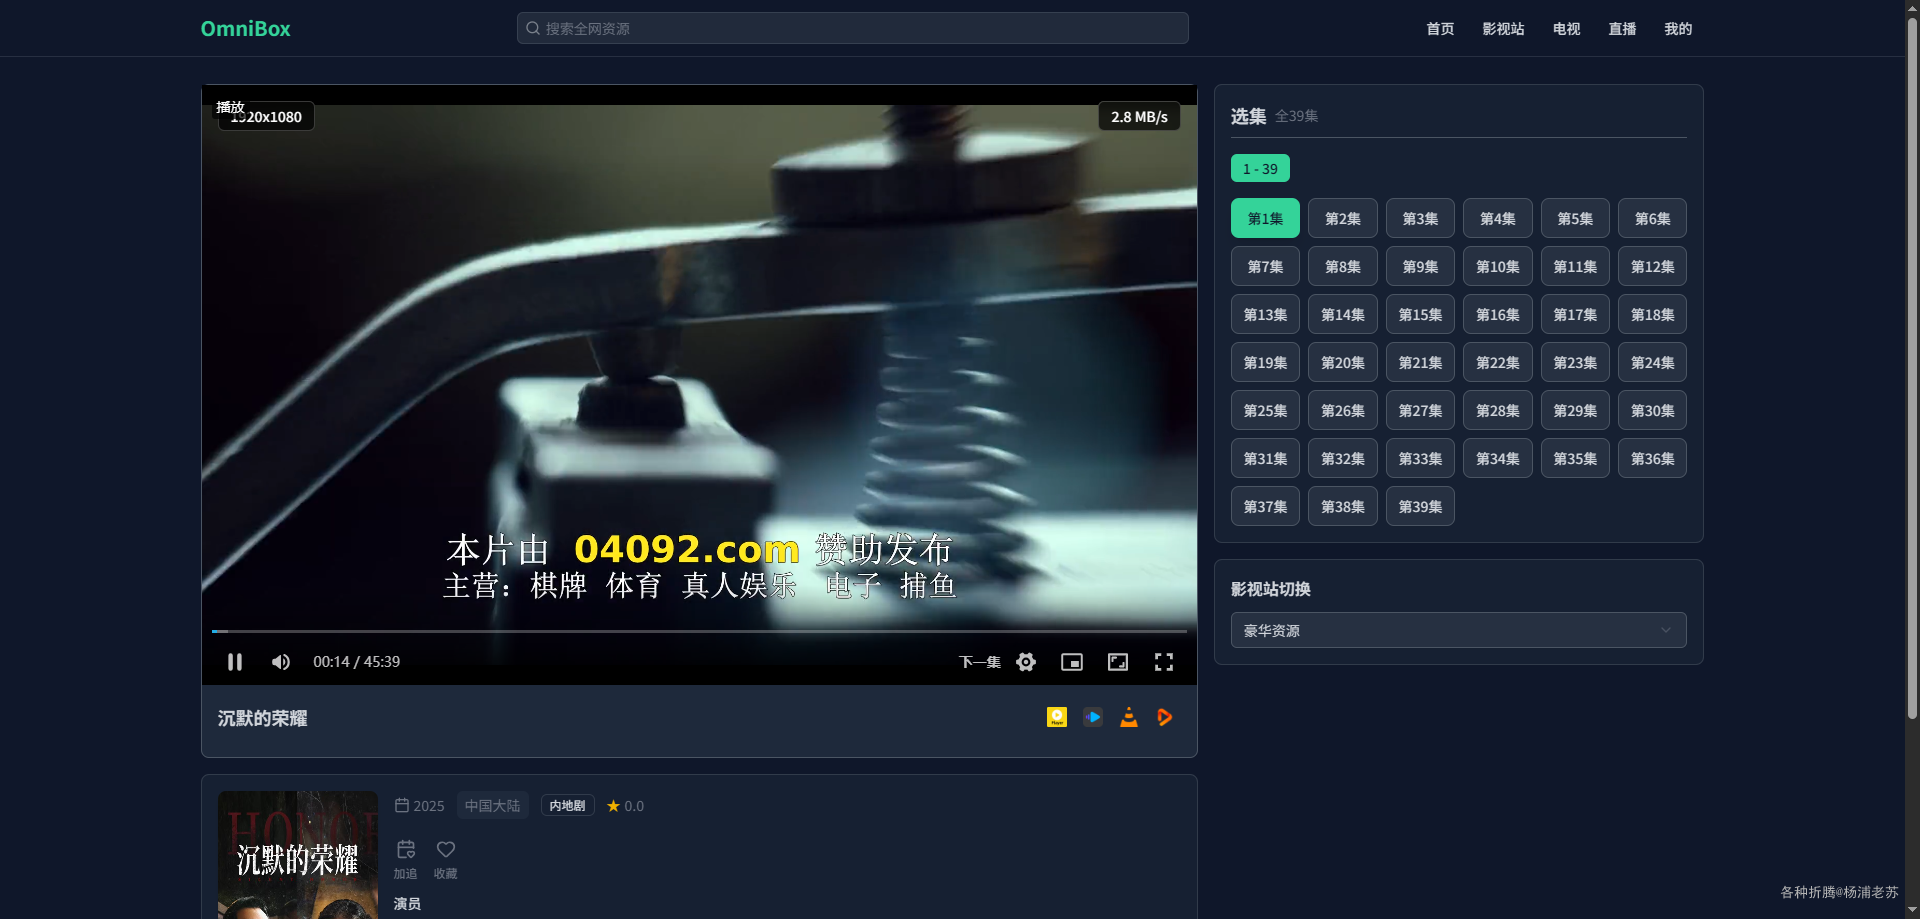 OmniBox
搜索全网资源
首页 影视站 电视 直播 我的
播放
1920x1080
2.8 MB/s
本片由 04092.com 赞助发布
主营：棋牌 体育 真人娱乐 电子 捕鱼
00:14 / 45:39
下一集
沉默的荣耀
Player
选集 全39集
1 - 39
第1集 第2集 第3集 第4集 第5集 第6集
第7集 第8集 第9集 第10集 第11集 第12集
第13集 第14集 第15集 第16集 第17集 第18集
第19集 第20集 第21集 第22集 第23集 第24集
第25集 第26集 第27集 第28集 第29集 第30集
第31集 第32集 第33集 第34集 第35集 第36集
第37集 第38集 第39集
影视站切换
豪华资源
HONOR
沉默的荣耀
2025 中国大陆 内地剧 0.0
加追 收藏
演员
各种折腾@杨浦老苏